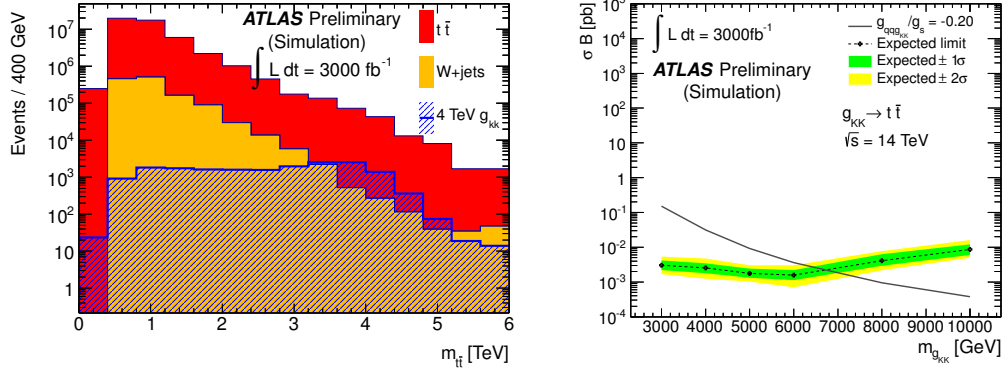 Events / 400 GeV
10⁷
10⁶
10⁵
10⁴
10³
10²
10
1
ATLAS Preliminary
(Simulation)
∫ L dt = 3000 fb⁻¹
t t̄
W+jets
4 TeV g_kk
0 1 2 3 4 5 6
m_tt̄ [TeV]
σ B [pb]
10⁵
10⁴
10³
10²
10
1
10⁻¹
10⁻²
10⁻³
10⁻⁴
∫ L dt = 3000fb⁻¹
ATLAS Preliminary
(Simulation)
g_qqg_KK/g_s = -0.20
Expected limit
Expected ± 1σ
Expected ± 2σ
g_KK → t t̄
√s = 14 TeV
3000 4000 5000 6000 7000 8000 9000 10000
m_g_KK [GeV]